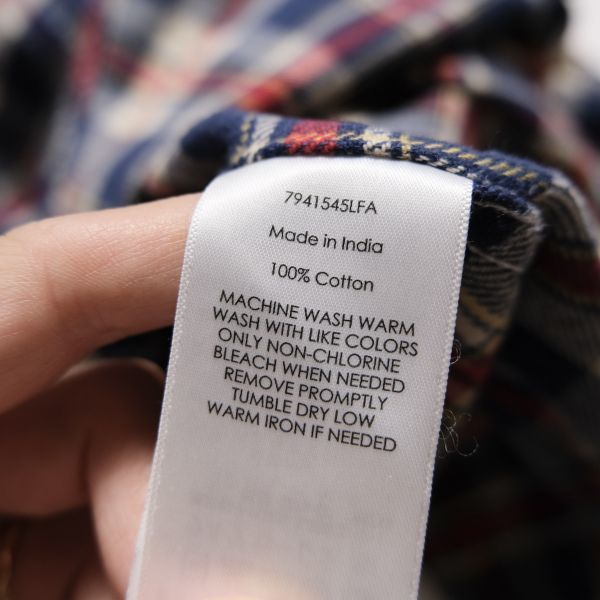 7941545LFA
Made in India
100% Cotton
MACHINE WASH WARM
WASH WITH LIKE COLORS
ONLY NON-CHLORINE
BLEACH WHEN NEEDED
REMOVE PROMPTLY
TUMBLE DRY LOW
WARM IRON IF NEEDED